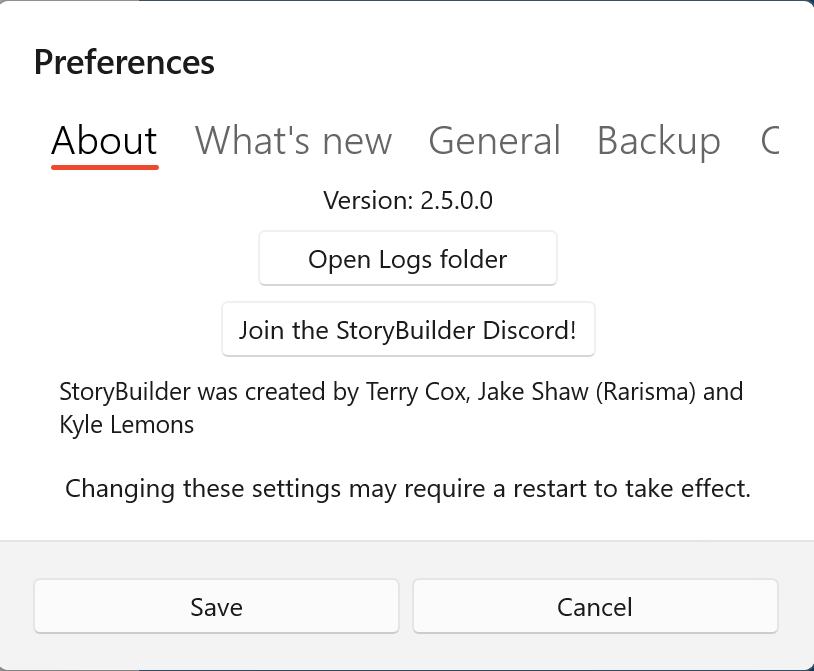 Preferences
About What's new General Backup
Version: 2.5.0.0
Open Logs folder
Join the StoryBuilder Discord!
StoryBuilder was created by Terry Cox, Jake Shaw (Rarisma) and
Kyle Lemons
Changing these settings may require a restart to take effect.
Save Cancel